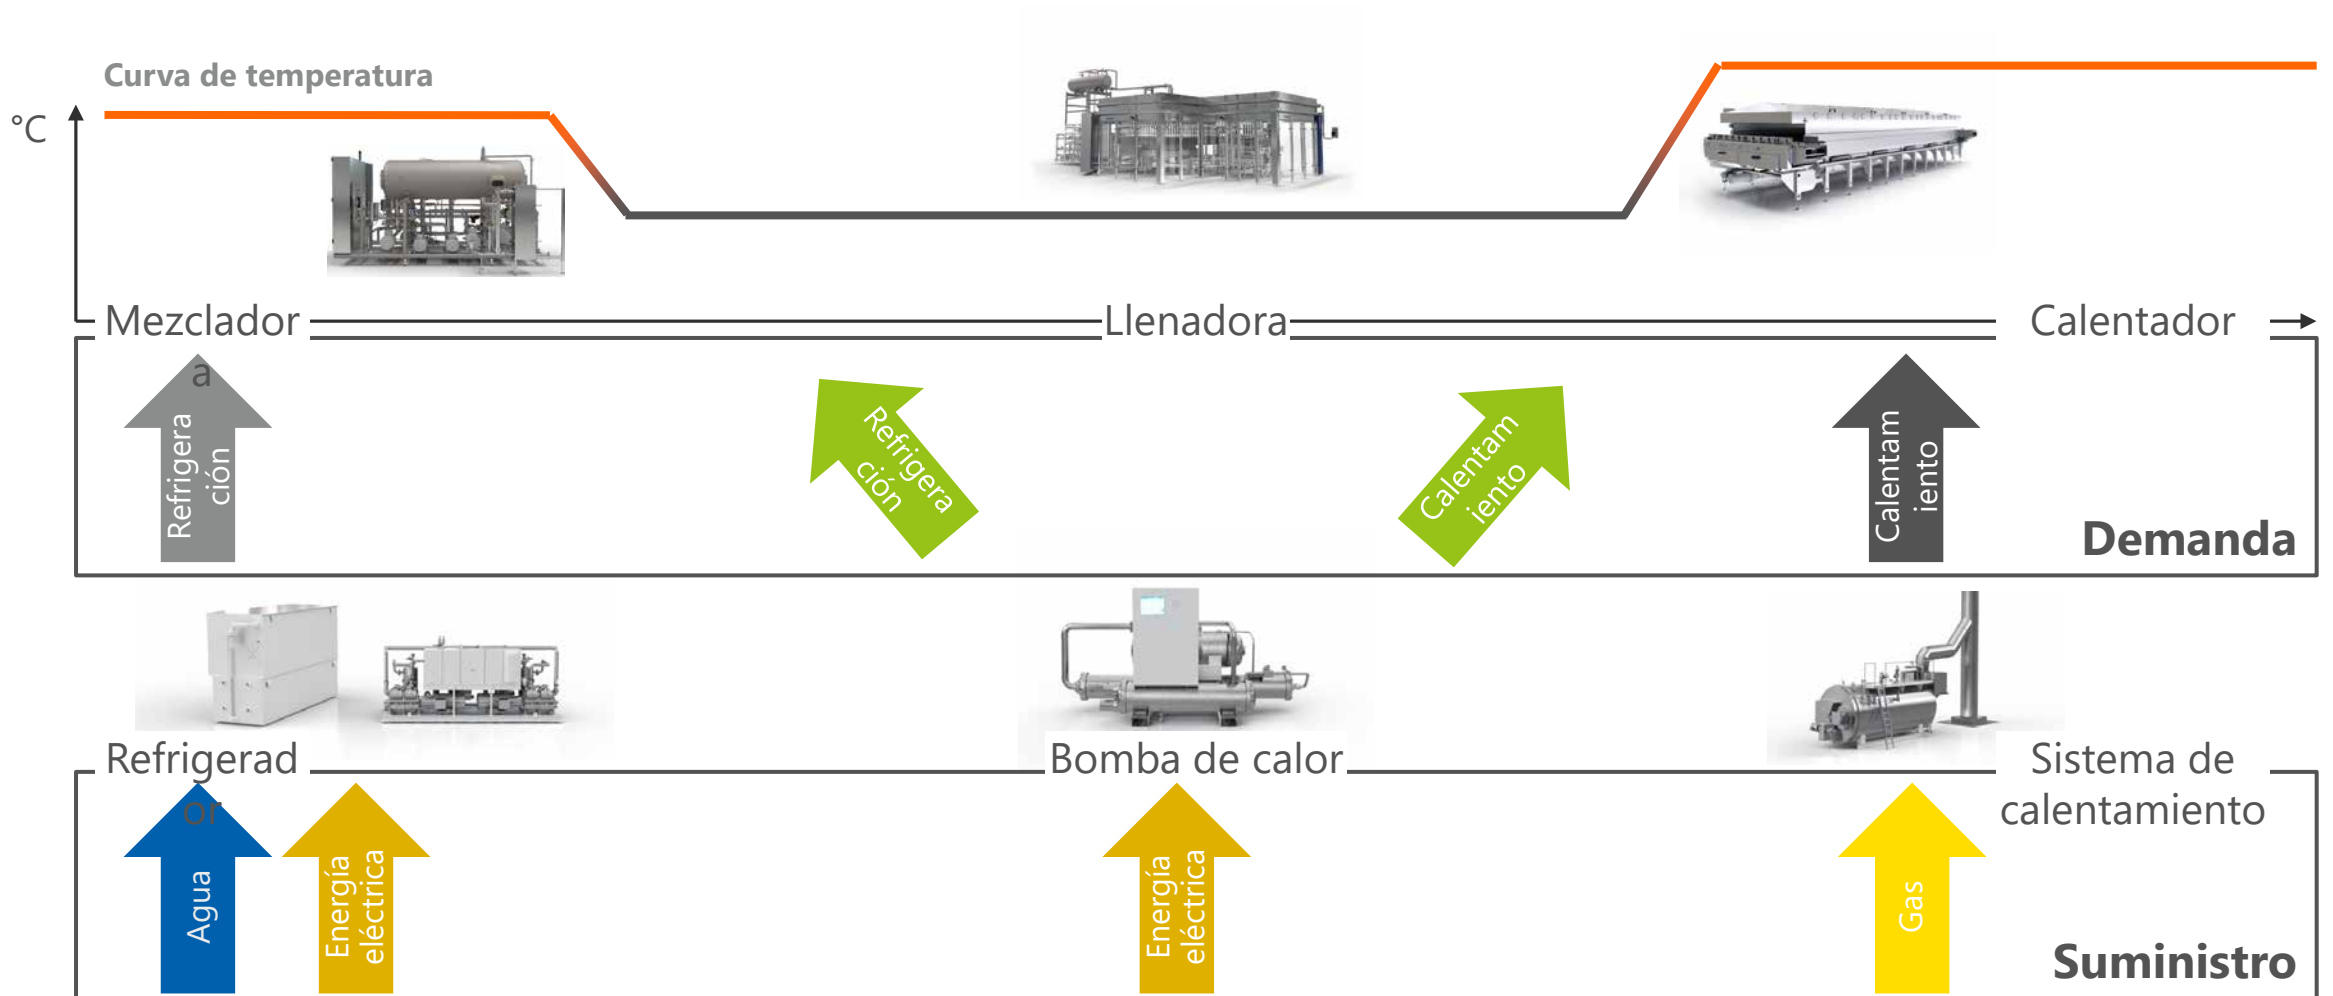 Curva de temperatura
°C
Mezclador
a
Llenadora
Calentador
Refrigera
ción
Refrigera
ción
Calentam
iento
Calentam
iento
Demanda
Refrigerad
or
Bomba de calor
Sistema de
calentamiento
Agua
Energía
eléctrica
Energía
eléctrica
Gas
Suministro